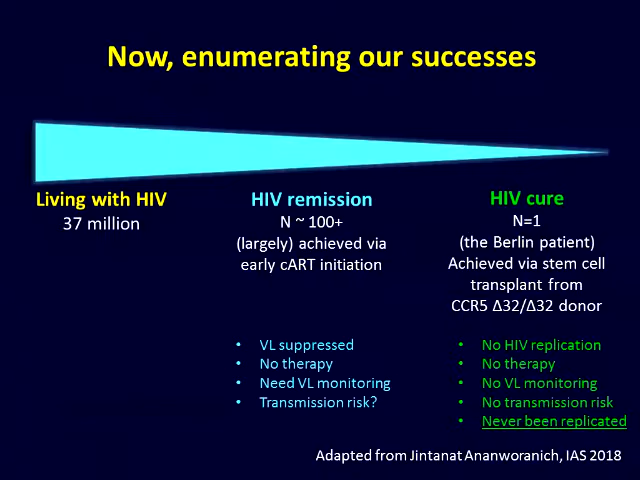 Now, enumerating our successes
Living with HIV
37 million
HIV remission
N ~ 100+
(largely) achieved via
early cART initiation
• VL suppressed
• No therapy
• Need VL monitoring
• Transmission risk?
HIV cure
N=1
(the Berlin patient)
Achieved via stem cell
transplant from
CCR5 Δ32/Δ32 donor
• No HIV replication
• No therapy
• No VL monitoring
• No transmission risk
• Never been replicated
Adapted from Jintanat Ananworanich, IAS 2018